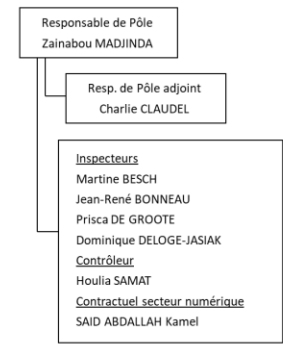 Responsable de Pôle
Zainabou MADJINDA
Resp. de Pôle adjoint
Charlie CLAUDEL
Inspecteurs
Martine BESCH
Jean-René BONNEAU
Prisca DE GROOTE
Dominique DELOGE-JASIAK
Contrôleur
Houlia SAMAT
Contractuel secteur numérique
SAID ABDALLAH Kamel